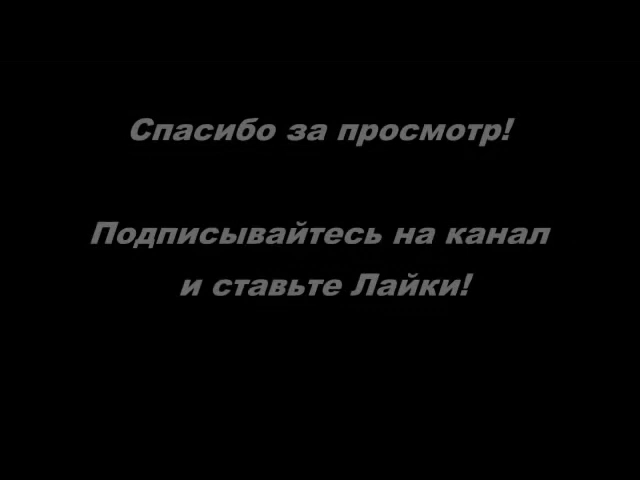 Спасибо за просмотр!
Подписывайтесь на канал
и ставьте Лайки!